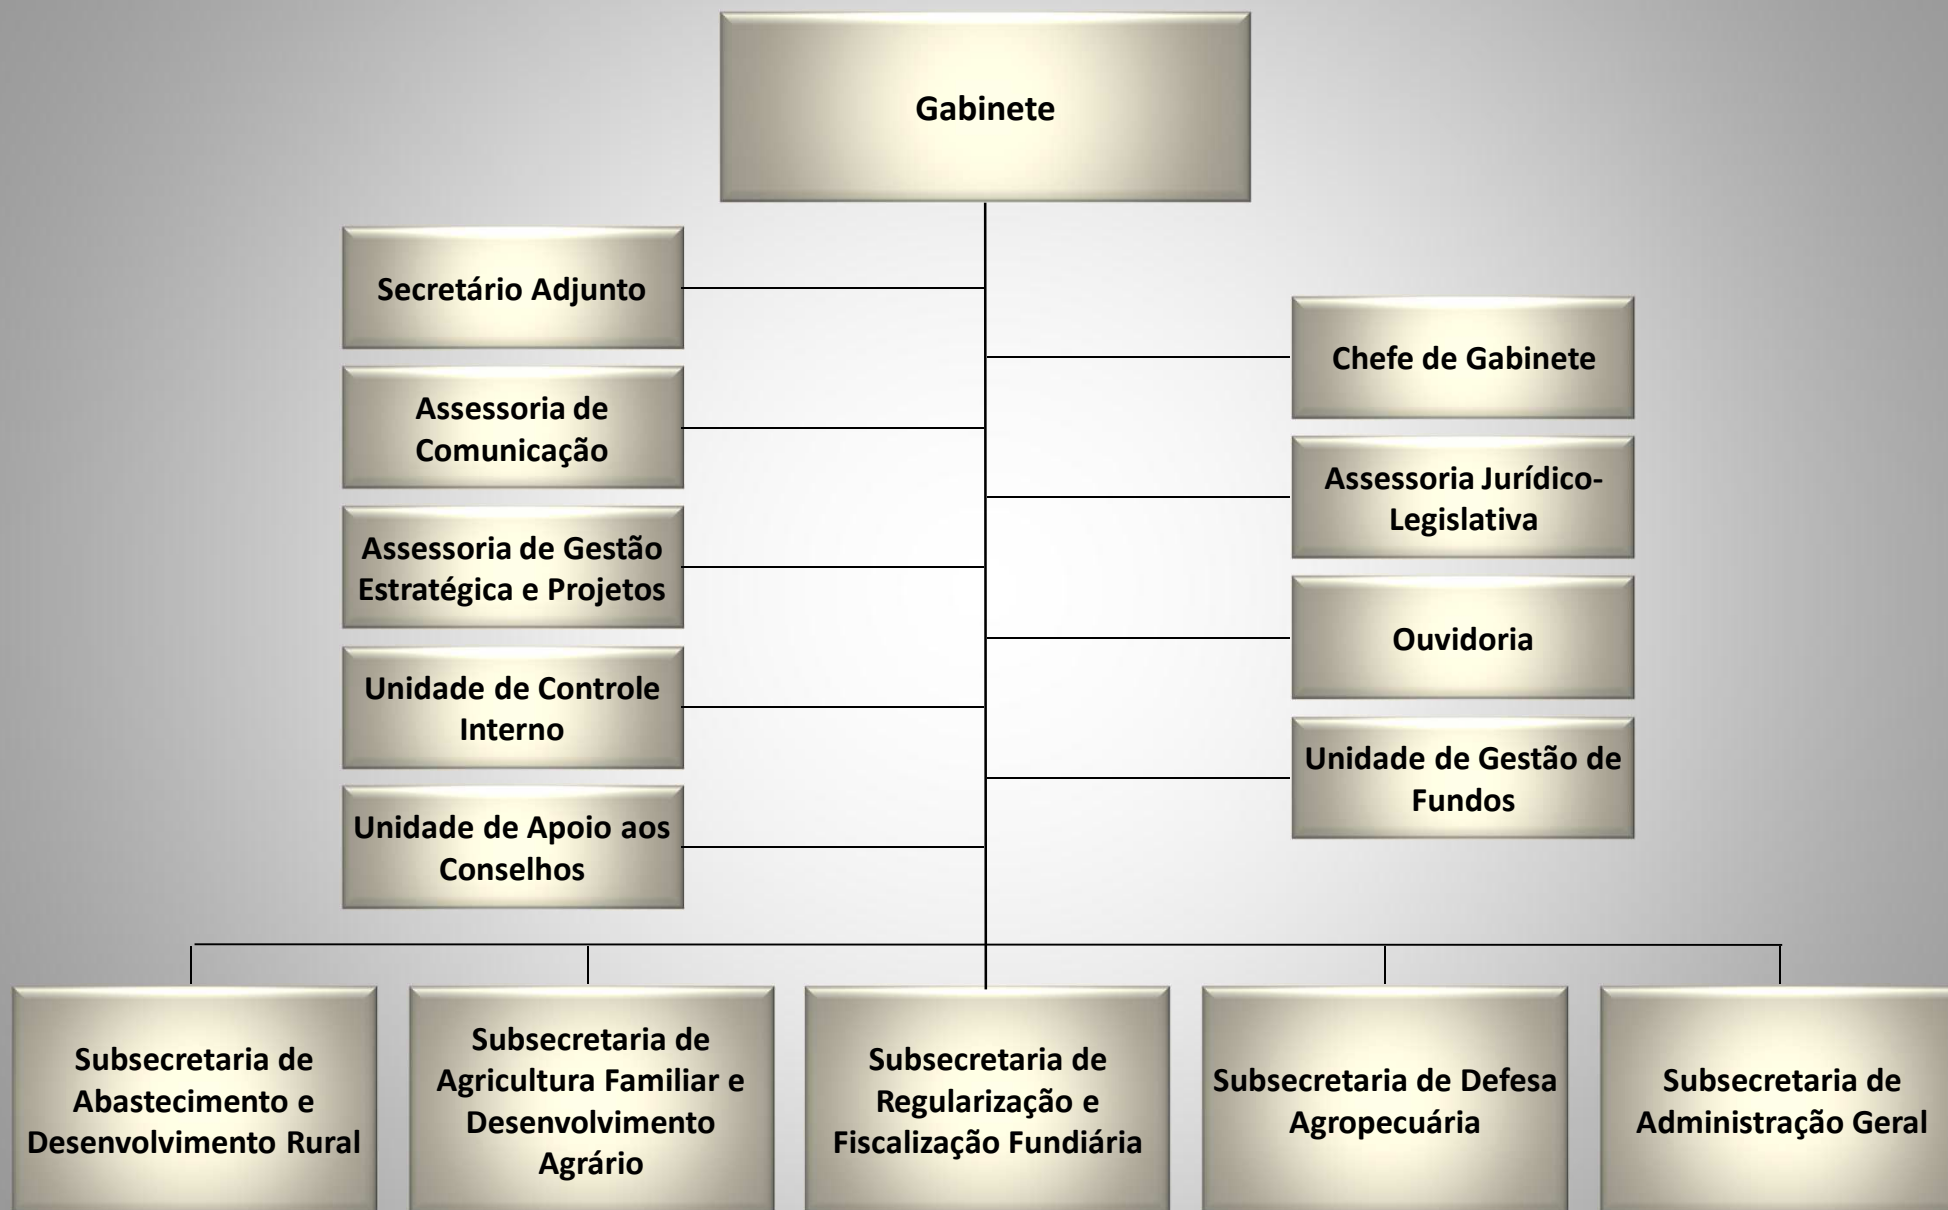 Gabinete
Secretário Adjunto
Chefe de Gabinete
Assessoria de
Comunicação
Assessoria Jurídico-
Legislativa
Assessoria de Gestão
Estratégica e Projetos
Ouvidoria
Unidade de Controle
Interno
Unidade de Gestão de
Fundos
Unidade de Apoio aos
Conselhos
Subsecretaria de
Abastecimento e
Desenvolvimento Rural
Subsecretaria de
Agricultura Familiar e
Desenvolvimento
Agrário
Subsecretaria de
Regularização e
Fiscalização Fundiária
Subsecretaria de Defesa
Agropecuária
Subsecretaria de
Administração Geral